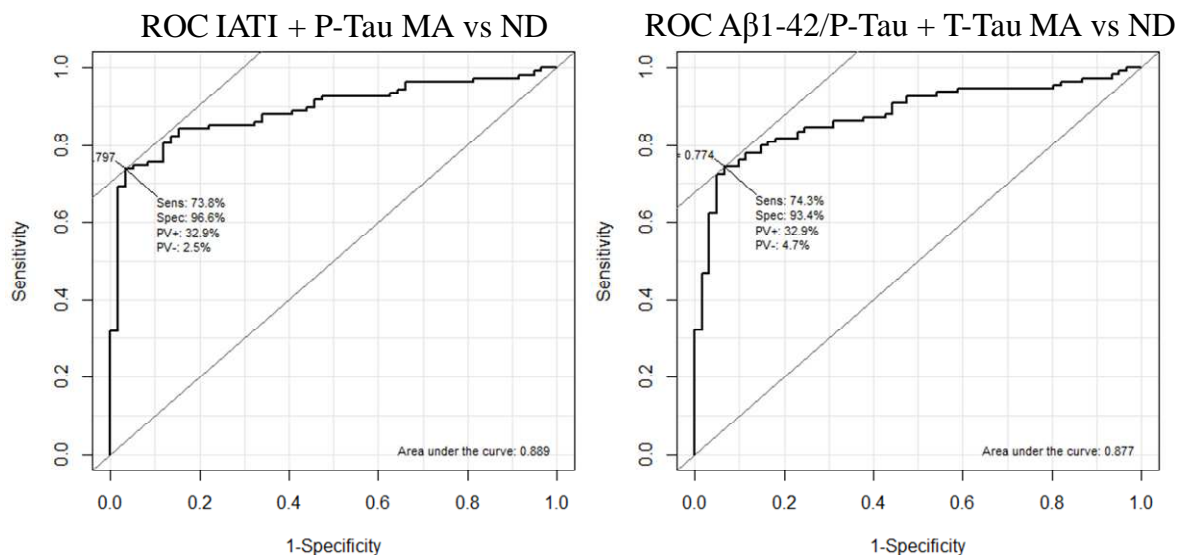 ROC IATI + P-Tau MA vs ND
1.0
0.8
0.6
0.4
0.2
0.0
Sensitivity
.797
Sens: 73.8%
Spec: 96.6%
PV+: 32.9%
PV-: 2.5%
Area under the curve: 0.889
0.0 0.2 0.4 0.6 0.8 1.0
1-Specificity
ROC Aβ1-42/P-Tau + T-Tau MA vs ND
1.0
0.8
0.6
0.4
0.2
0.0
Sensitivity
= 0.774
Sens: 74.3%
Spec: 93.4%
PV+: 32.9%
PV-: 4.7%
Area under the curve: 0.877
0.0 0.2 0.4 0.6 0.8 1.0
1-Specificity